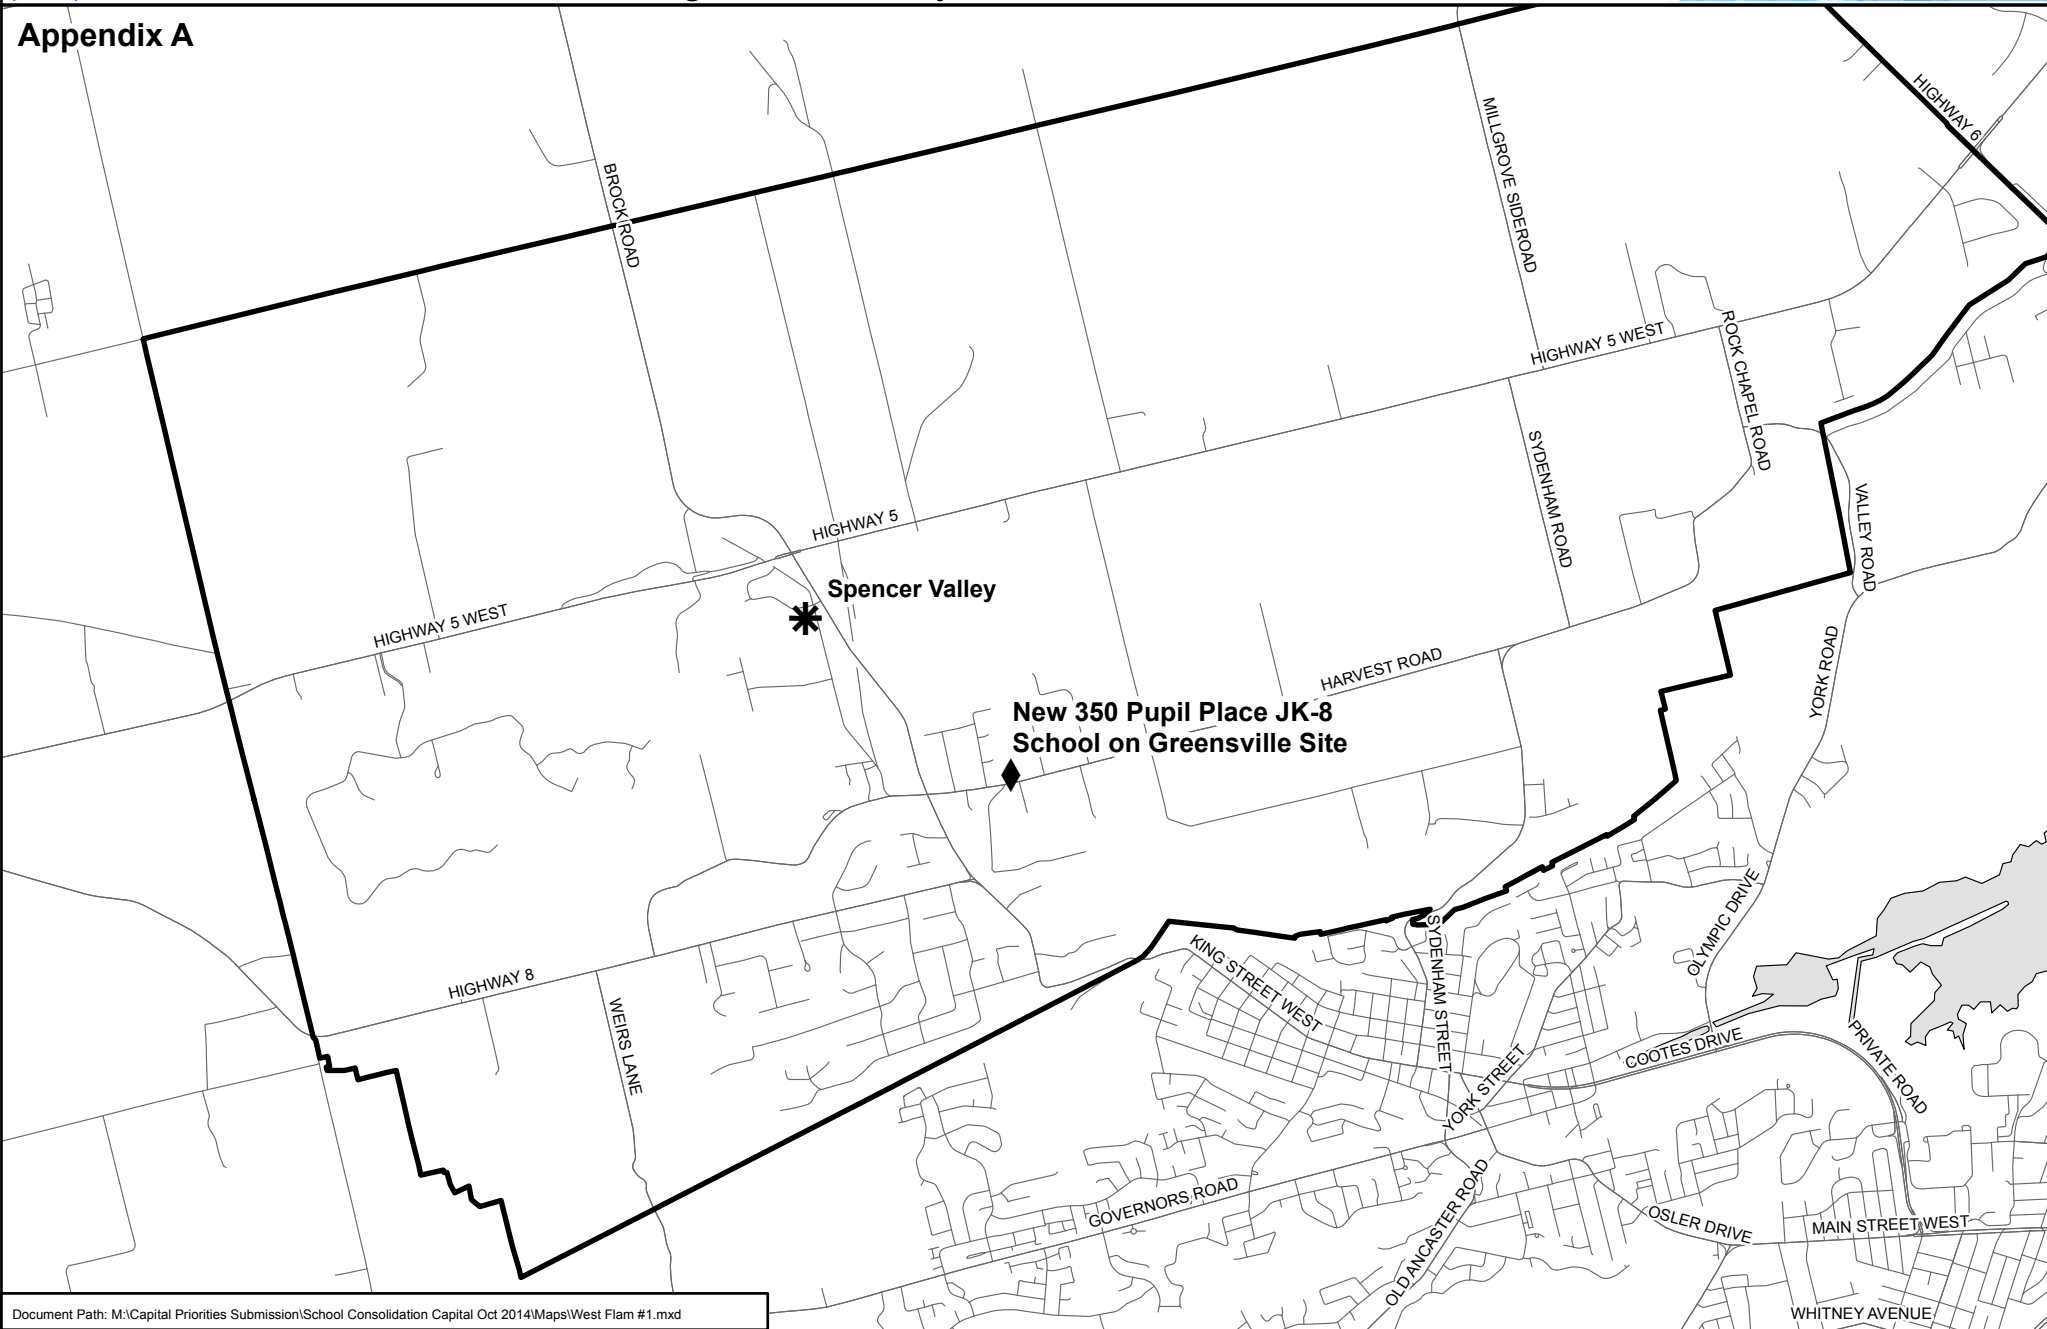 Appendix A
HIGHWAY 6
MILLGROVE SIDEROAD
BROCK ROAD
HIGHWAY 5 WEST
ROCK CHAPEL ROAD
SYDENHAM ROAD
VALLEY ROAD
HIGHWAY 5
Spencer Valley
HIGHWAY 5 WEST
YORK ROAD
HARVEST ROAD
New 350 Pupil Place JK-8
School on Greensville Site
OLYMPIC DRIVE
SYDENHAM STREET
KING STREET WEST
HIGHWAY 8
WEIRS LANE
COOTES DRIVE
PRIVATE ROAD
YORK STREET
GOVERNORS ROAD
OLD ANCASTER ROAD
OSLER DRIVE
MAIN STREET WEST
WHITNEY AVENUE
Document Path: M:\Capital Priorities Submission\School Consolidation Capital Oct 2014\Maps\West Flam #1.mxd